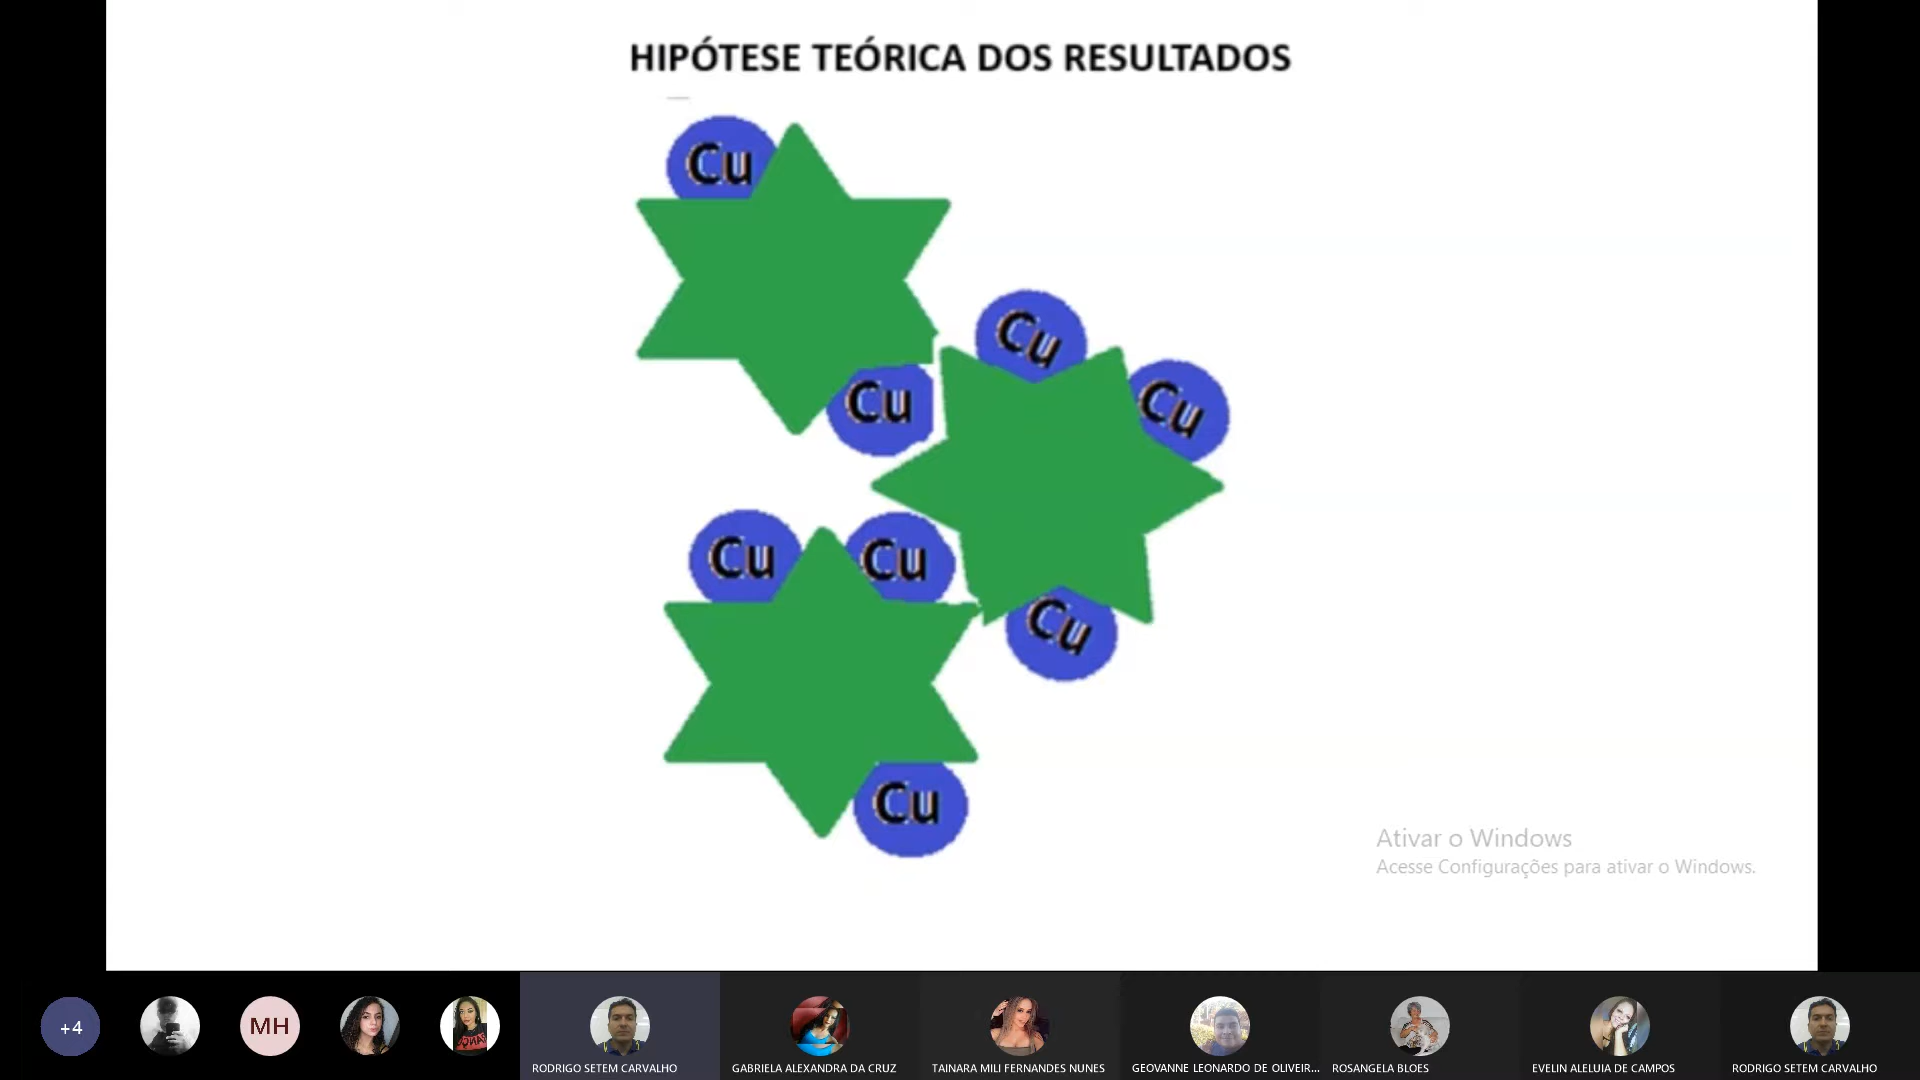 HIPÓTESE TEÓRICA DOS RESULTADOS
Cu
Cu
Cu
Cu
Cu
Cu
Cu
Cu
Ativar o Windows
Acesse Configurações para ativar o Windows.
+4
MH
RODRIGO SETEM CARVALHO
GABRIELA ALEXANDRA DA CRUZ
TAINARA MILI FERNANDES NUNES
GEOVANNE LEONARDO DE OLIVEIR...
ROSANGELA BLOES
EVELIN ALELUIA DE CAMPOS
RODRIGO SETEM CARVALHO